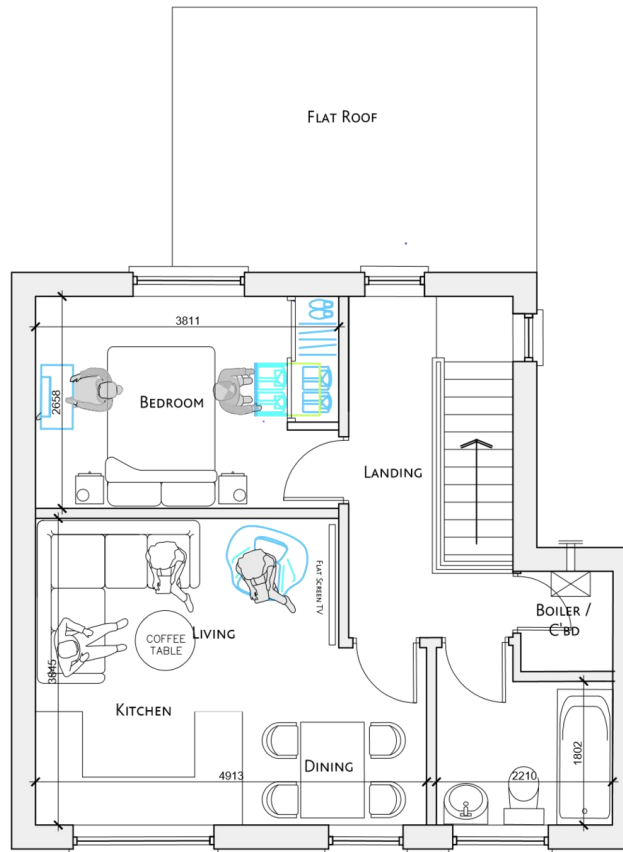 FLAT ROOF
3811
BEDROOM
2658
LANDING
FLAT SCREEN TV
BOILER /
C'BD
LIVING
COFFEE
TABLE
3845
KITCHEN
DINING
1802
4913
2210